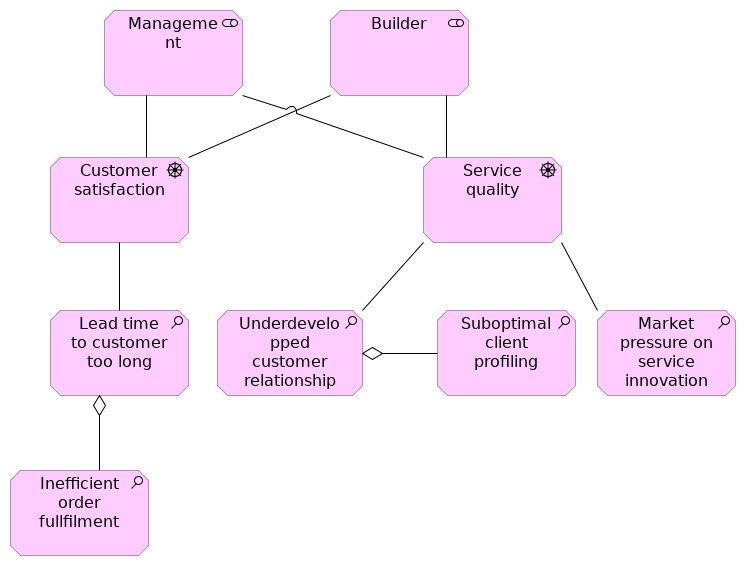 Manageme
nt
Builder
Customer
satisfaction
Service
quality
Lead time
to customer
too long
Underdevelo
pped
customer
relationship
Suboptimal
client
profiling
Market
pressure on
service
innovation
Inefficient
order
fullfilment